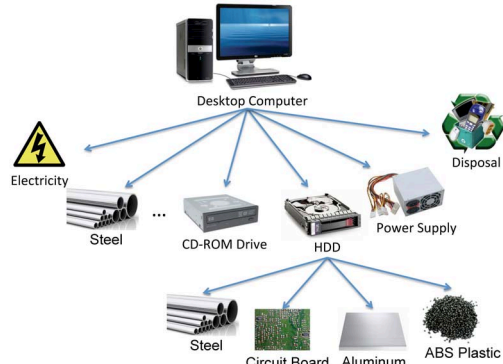 Desktop Computer
Disposal
Electricity
Steel
...
CD-ROM Drive
HDD
Power Supply
Steel
Circuit Board
Aluminum
ABS Plastic